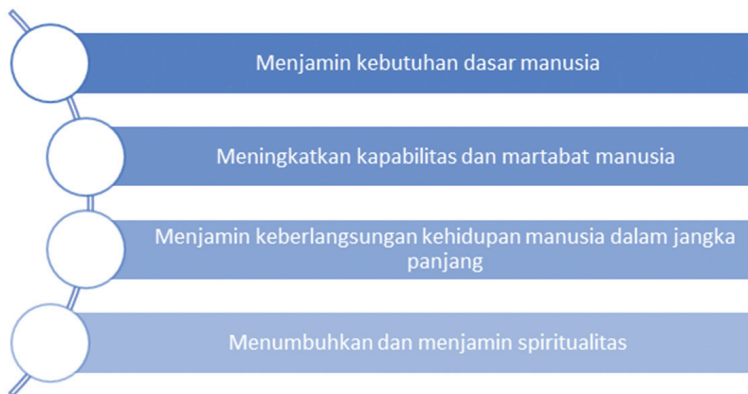 Menjamin kebutuhan dasar manusia
Meningkatkan kapabilitas dan martabat manusia
Menjamin keberlangsungan kehidupan manusia dalam jangka
panjang
Menumbuhkan dan menjamin spiritualitas